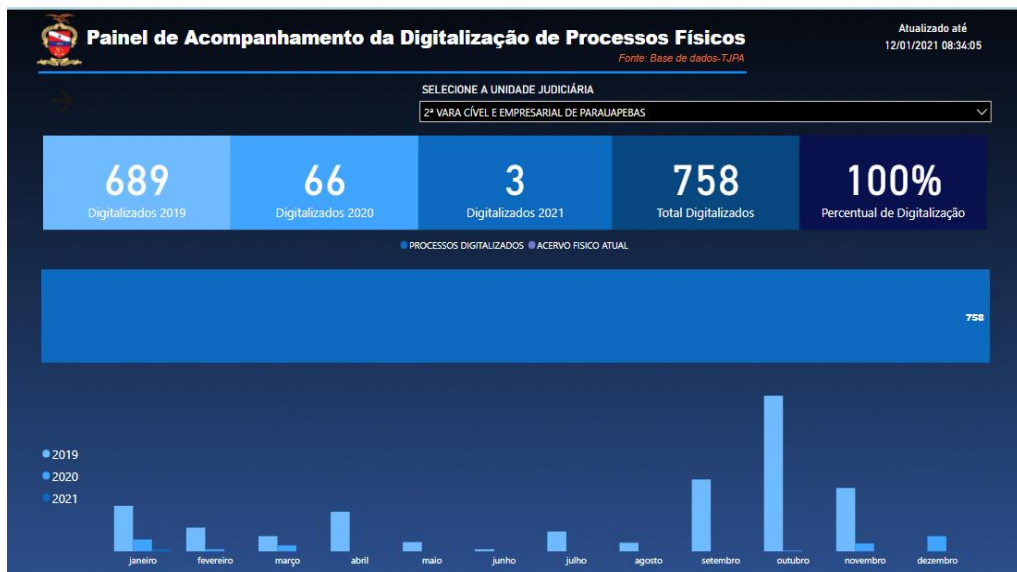 Painel de Acompanhamento da Digitalização de Processos Físicos
Fonte: Base de dados-TJPA
Atualizado até
12/01/2021 08:34:05
SELECIONE A UNIDADE JUDICIÁRIA
2ª VARA CÍVEL E EMPRESARIAL DE PARAUAPEBAS
689
Digitalizados 2019
66
Digitalizados 2020
3
Digitalizados 2021
758
Total Digitalizados
100%
Percentual de Digitalização
PROCESSOS DIGITALIZADOS ACERVO FISICO ATUAL
758
2019
2020
2021
janeiro fevereiro março abril maio junho julho agosto setembro outubro novembro dezembro